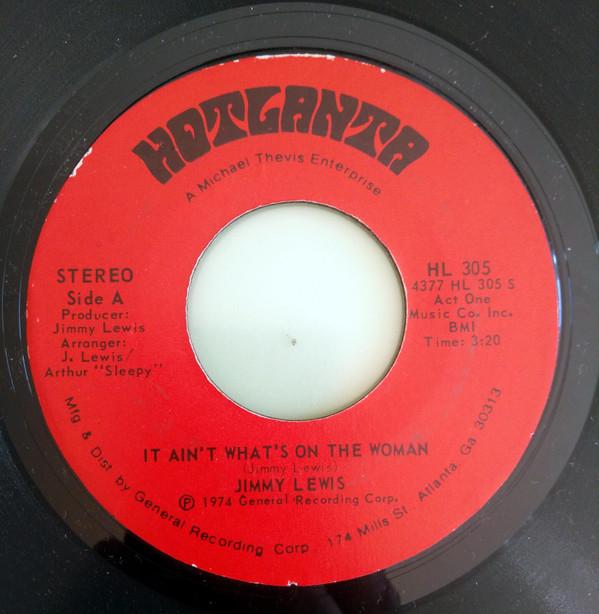 HOTLANTA
A Michael Thevis Enterprise
STEREO
Side A
Producer:
Jimmy Lewis
Arranger:
J. Lewis/
Arthur "Sleepy"
HL 305
4377 HL 305 S
Act One
Music Co. Inc.
BMI
Time: 3:20
IT AIN'T WHAT'S ON THE WOMAN
(Jimmy Lewis)
JIMMY LEWIS
Ⓟ 1974 General Recording Corp.
Mfg & Dist by General Recording Corp. 174 Mills St. Atlanta, Ga 30313